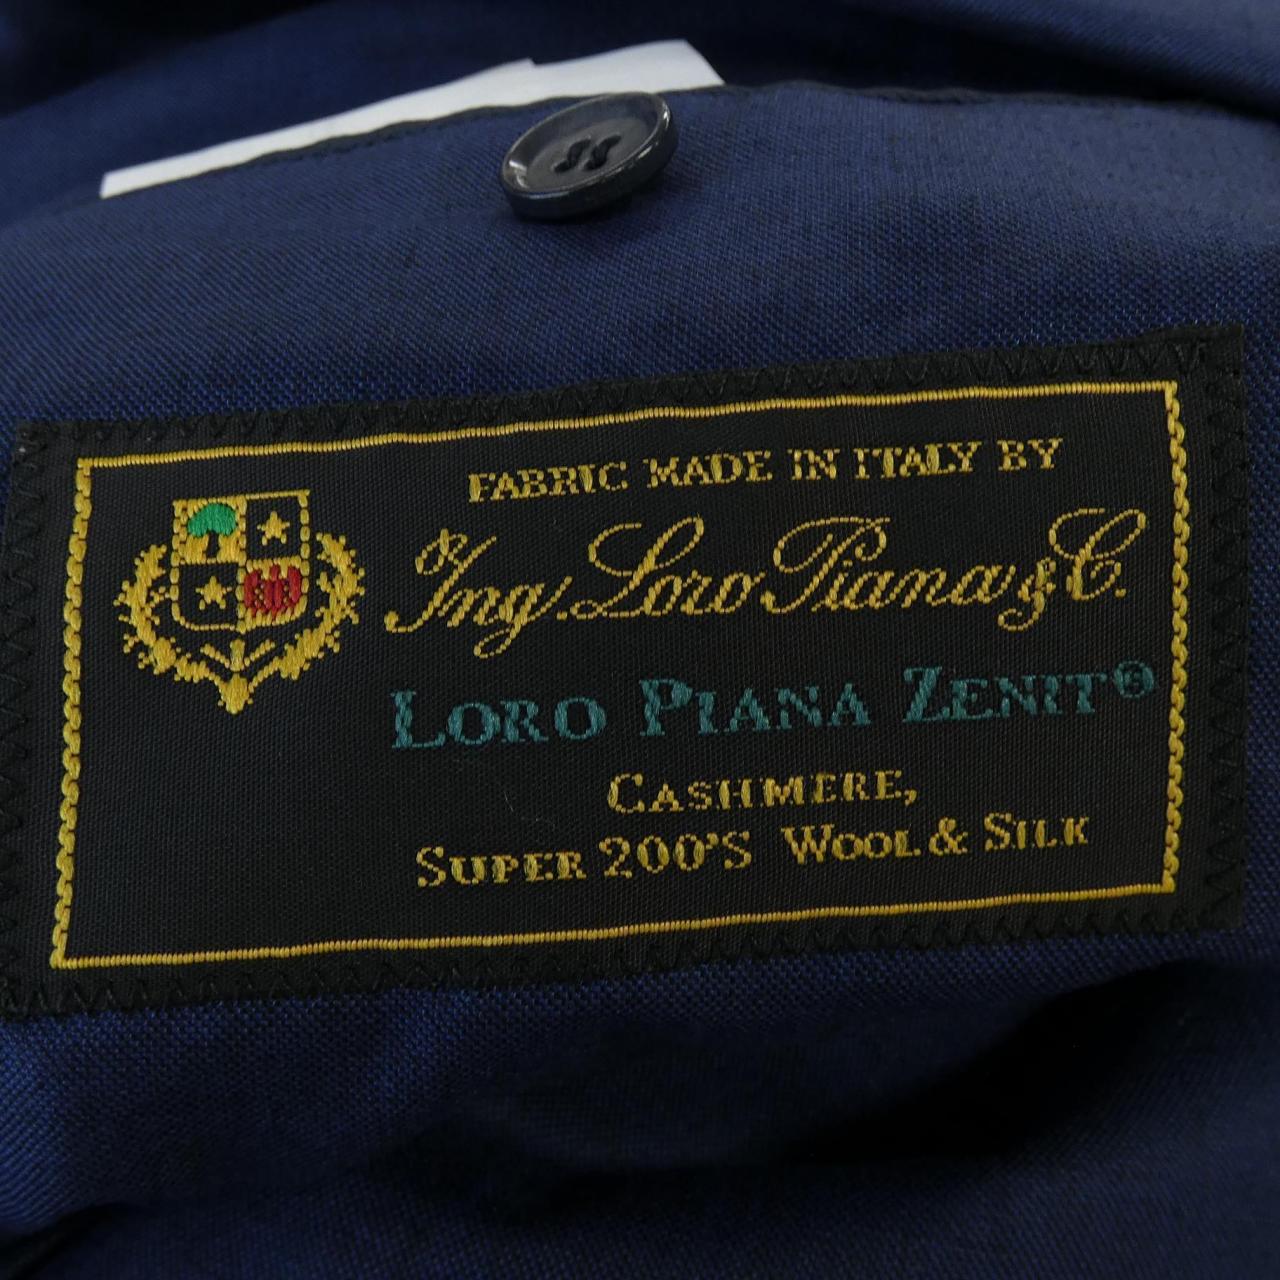 FABRIC MADE IN ITALY BY
Ing. Loro Piana & C.
LORO PIANA ZENIT®
CASHMERE,
SUPER 200'S WOOL & SILK